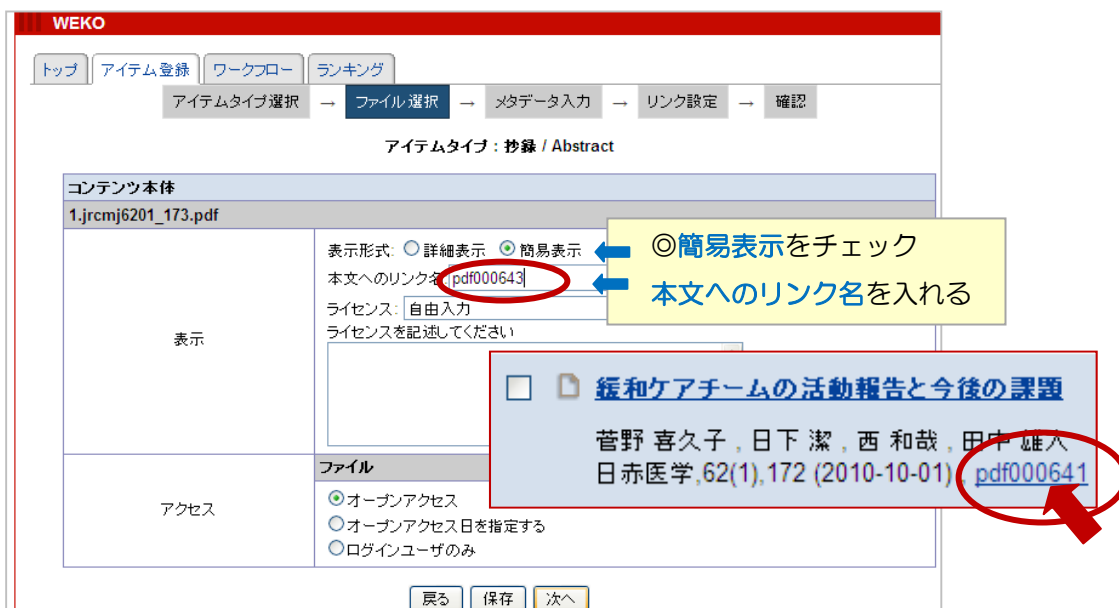 WEKO
トップ アイテム登録 ワークフロー ランキング
アイテムタイプ選択 → ファイル選択 → メタデータ入力 → リンク設定 → 確認
アイテムタイプ : 抄録 / Abstract
コンテンツ本体
1.jrcmj6201_173.pdf
表示
表示形式: 詳細表示 簡易表示
本文へのリンク名 pdf000643
ライセンス: 自由入力
ライセンスを記述してください
◎簡易表示をチェック
本文へのリンク名を入れる
緩和ケアチームの活動報告と今後の課題
菅野 喜久子 , 日下 潔 , 西 和哉 , 田中 雄大
日赤医学,62(1),172 (2010-10-01) , pdf000641
アクセス
ファイル
オープンアクセス
オープンアクセス日を指定する
ログインユーザのみ
戻る 保存 次へ